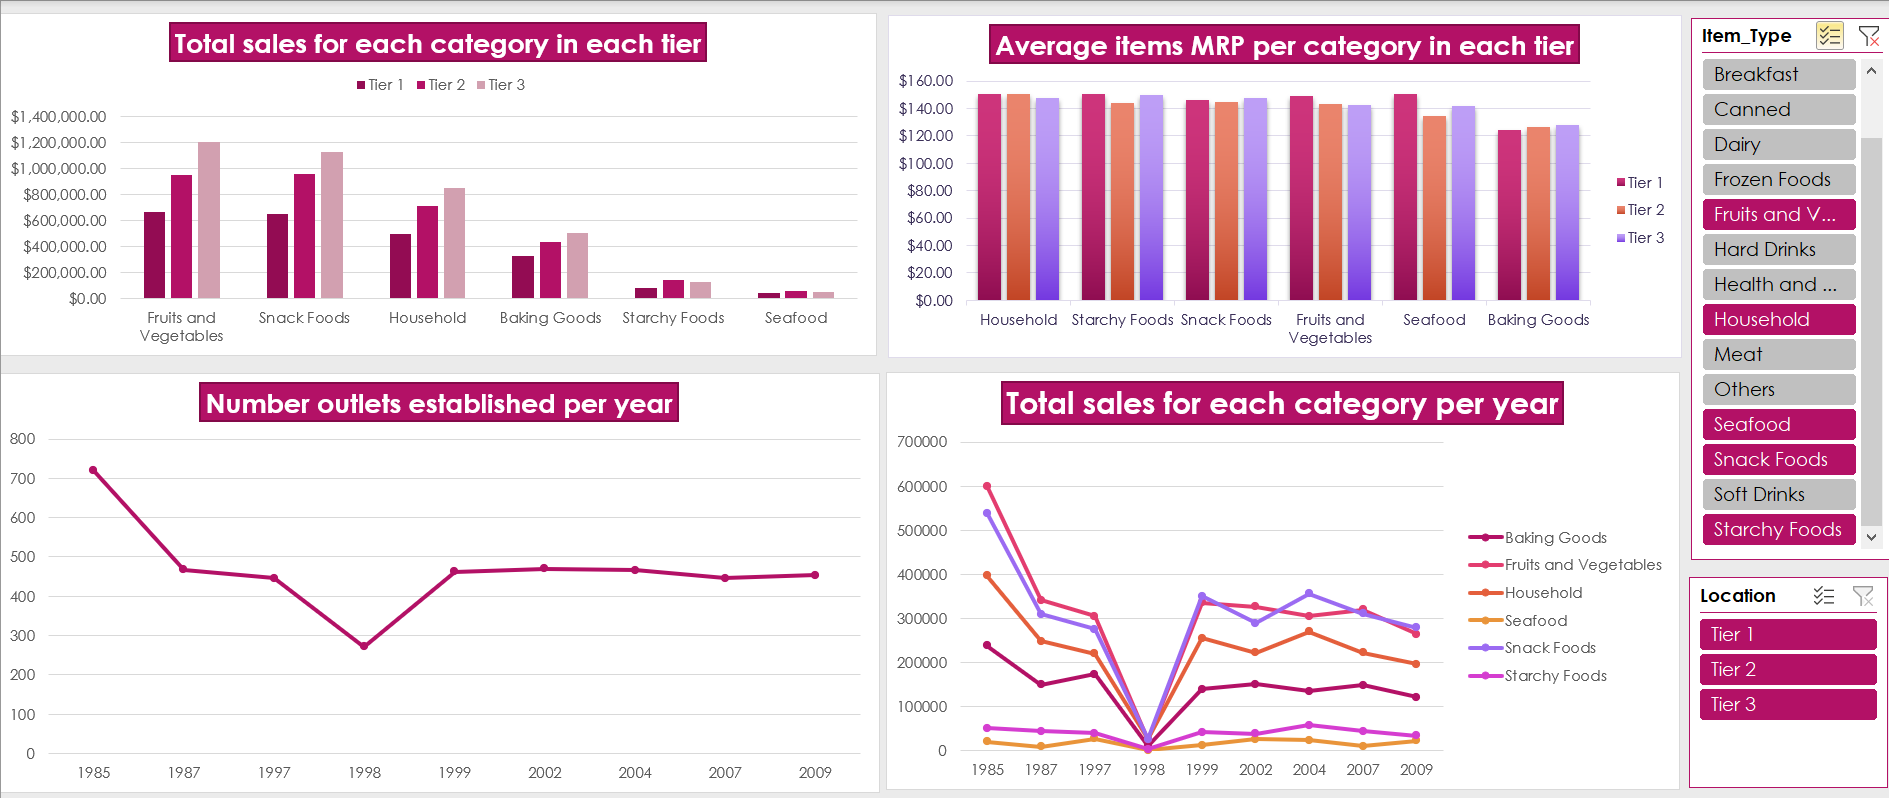 Total sales for each category in each tier
Tier 1 Tier 2 Tier 3
$1,400,000.00
$1,200,000.00
$1,000,000.00
$800,000.00
$600,000.00
$400,000.00
$200,000.00
$0.00
Fruits and Vegetables Snack Foods Household Baking Goods Starchy Foods Seafood
Average items MRP per category in each tier
$160.00
$140.00
$120.00
$100.00
$80.00
$60.00
$40.00
$20.00
$0.00
Household Starchy Foods Snack Foods Fruits and Vegetables Seafood Baking Goods
Tier 1
Tier 2
Tier 3
Number outlets established per year
800
700
600
500
400
300
200
100
0
1985 1987 1997 1998 1999 2002 2004 2007 2009
Total sales for each category per year
700000
600000
500000
400000
300000
200000
100000
0
1985 1987 1997 1998 1999 2002 2004 2007 2009
Baking Goods
Fruits and Vegetables
Household
Seafood
Snack Foods
Starchy Foods
Item_Type
Breakfast
Canned
Dairy
Frozen Foods
Fruits and V...
Hard Drinks
Health and ...
Household
Meat
Others
Seafood
Snack Foods
Soft Drinks
Starchy Foods
Location
Tier 1
Tier 2
Tier 3